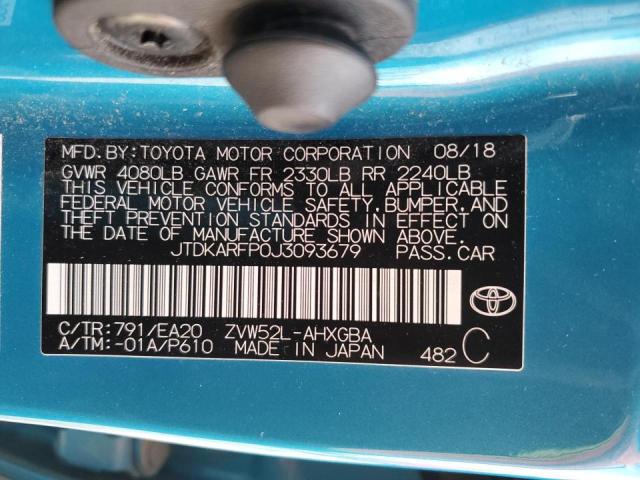 MFD.BY:TOYOTA MOTOR CORPORATION 08/18
GVWR 4080LB GAWR FR 2330LB RR 2240LB
THIS VEHICLE CONFORMS TO ALL APPLICABLE
FEDERAL MOTOR VEHICLE SAFETY, BUMPER, AND
THEFT PREVENTION STANDARDS IN EFFECT ON
THE DATE OF MANUFACTURE SHOWN ABOVE.
JTDKARFP0J3093679 PASS.CAR
C/TR:791/EA20 ZVW52L-AHXGBA
A/TM:-01A/P610 MADE IN JAPAN 482 C